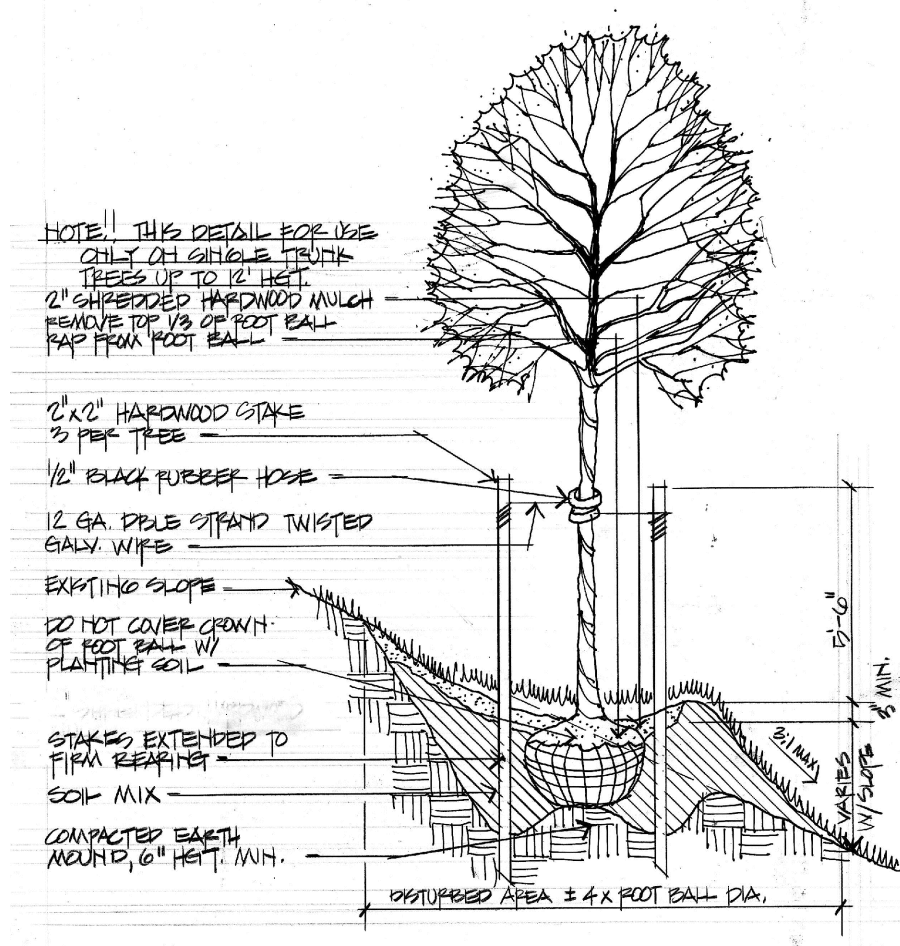 NOTE!! THIS DETAIL FOR USE
ONLY ON SINGLE TRUNK
TREES UP TO 12' HGT.
2" SHREDDED HARDWOOD MULCH
REMOVE TOP 1/3 OF ROOT BALL
RAP FROM ROOT BALL
2"x2" HARDWOOD STAKE
3 PER TREE
1/2" BLACK RUBBER HOSE
12 GA. DBLE STRAND TWISTED
GALV. WIRE
EXISTING SLOPE
DO NOT COVER CROWN
OF ROOT BALL W/
PLANTING SOIL
STAKES EXTENDED TO
FIRM BEARING
SOIL MIX
COMPACTED EARTH
MOUND, 6" HGT. MIN.
5'-6"
3" MIN.
3:1 MAX
VARIES
W/ SLOPE
DISTURBED AREA ± 4 x ROOT BALL DIA.